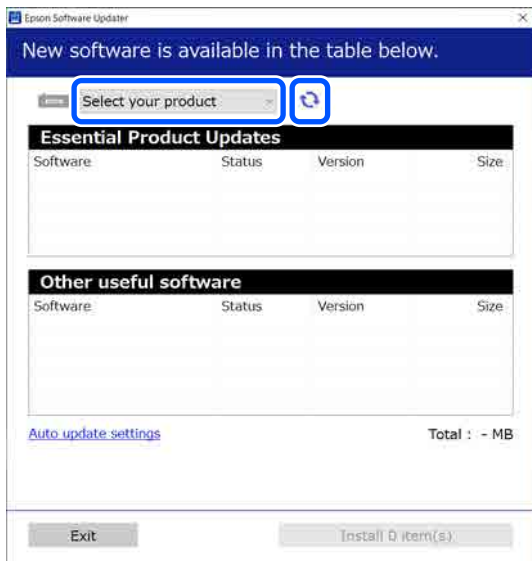 Epson Software Updater
New software is available in the table below.
Select your product
Essential Product Updates
Software Status Version Size
Other useful software
Software Status Version Size
Auto update settings Total : - MB
Exit Install 0 item(s)